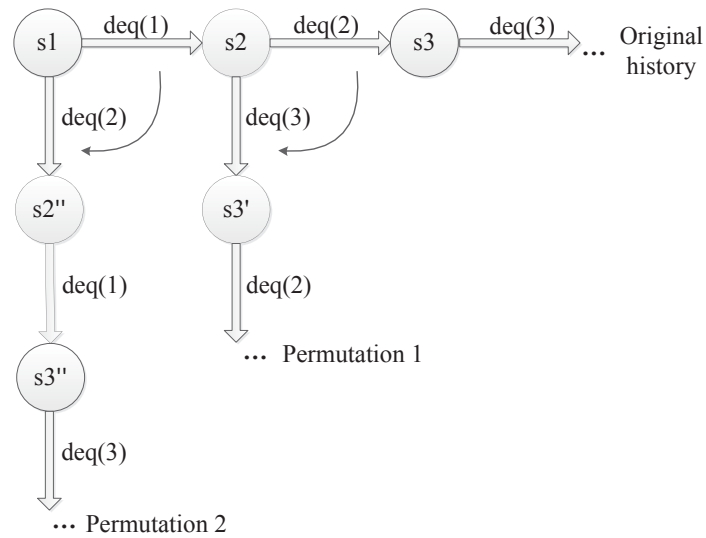 s1
deq(1)
s2
deq(2)
s3
deq(3)
... Original
history
deq(2)
deq(3)
s2"
s3'
deq(1)
deq(2)
... Permutation 1
s3"
deq(3)
... Permutation 2